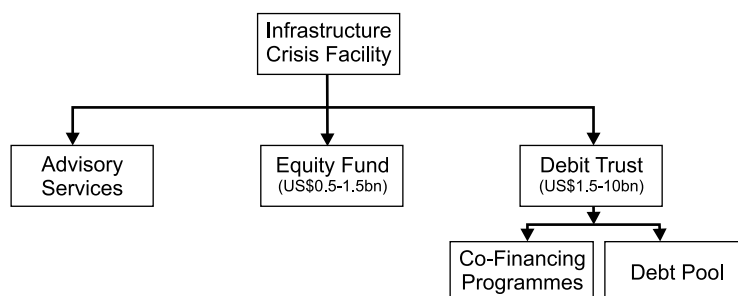 Infrastructure
Crisis Facility
Advisory
Services
Equity Fund
(US$0.5-1.5bn)
Debit Trust
(US$1.5-10bn)
Co-Financing
Programmes
Debt Pool